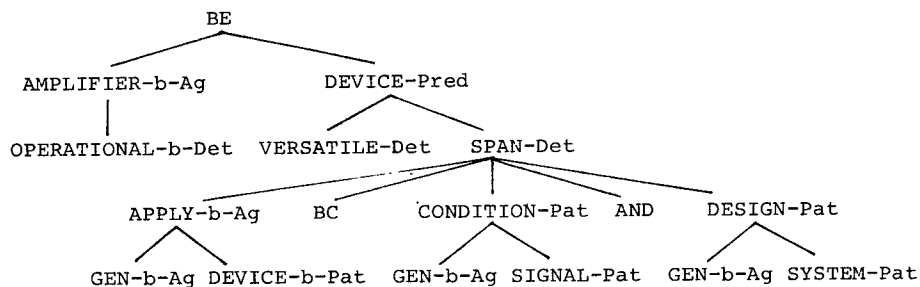 BE
AMPLIFIER-b-Ag DEVICE-Pred
OPERATIONAL-b-Det VERSATILE-Det SPAN-Det
APPLY-b-Ag BC CONDITION-Pat AND DESIGN-Pat
GEN-b-Ag DEVICE-b-Pat GEN-b-Ag SIGNAL-Pat GEN-b-Ag SYSTEM-Pat